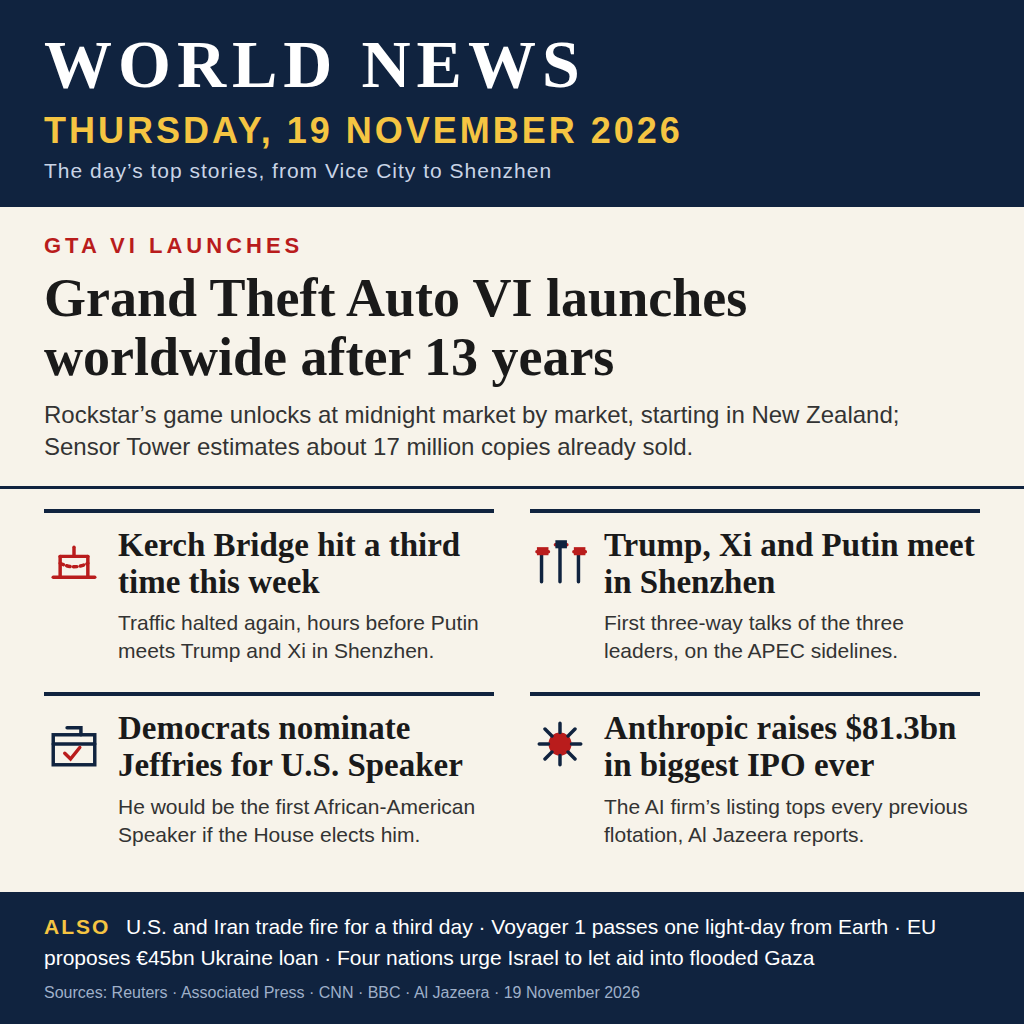 WORLD NEWS
THURSDAY, 19 NOVEMBER 2026
The day’s top stories, from Vice City to Shenzhen
GTA VI LAUNCHES
Grand Theft Auto VI launches
worldwide after 13 years
Rockstar’s game unlocks at midnight market by market, starting in New Zealand;
Sensor Tower estimates about 17 million copies already sold.
Kerch Bridge hit a third
time this week
Traffic halted again, hours before Putin
meets Trump and Xi in Shenzhen.
Trump, Xi and Putin meet
in Shenzhen
First three-way talks of the three
leaders, on the APEC sidelines.
Democrats nominate
Jeffries for U.S. Speaker
He would be the first African-American
Speaker if the House elects him.
Anthropic raises $81.3bn
in biggest IPO ever
The AI firm’s listing tops every previous
flotation, Al Jazeera reports.
ALSO U.S. and Iran trade fire for a third day · Voyager 1 passes one light-day from Earth · EU
proposes €45bn Ukraine loan · Four nations urge Israel to let aid into flooded Gaza
Sources: Reuters · Associated Press · CNN · BBC · Al Jazeera · 19 November 2026